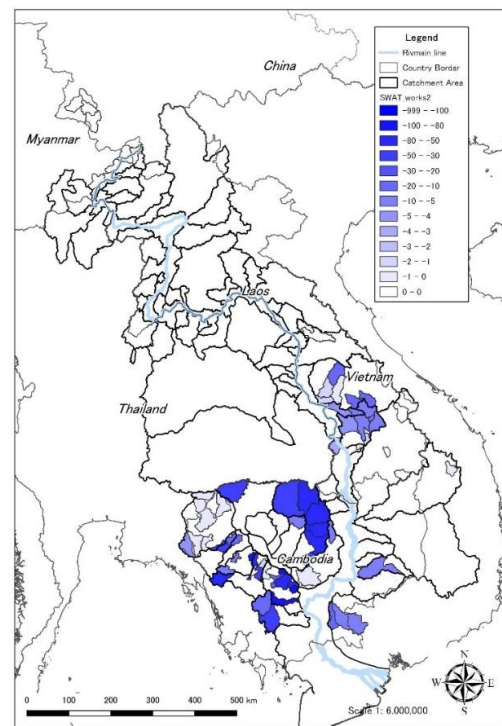 Legend
Rivmain line
Country Bordar
Catchment Area
SWAT.works2
-999 - -100
-100 - -80
-80 - -50
-50 - -30
-30 - -20
-20 - -10
-10 - -5
-5 - -4
-4 - -3
-3 - -2
-2 - -1
-1 - 0
0 - 0
China
Myanmar
Laos
Vietnam
Thailand
Cambodia
N
W E
S
0 100 200 300 400 500 km
Scale 1: 6,000,000